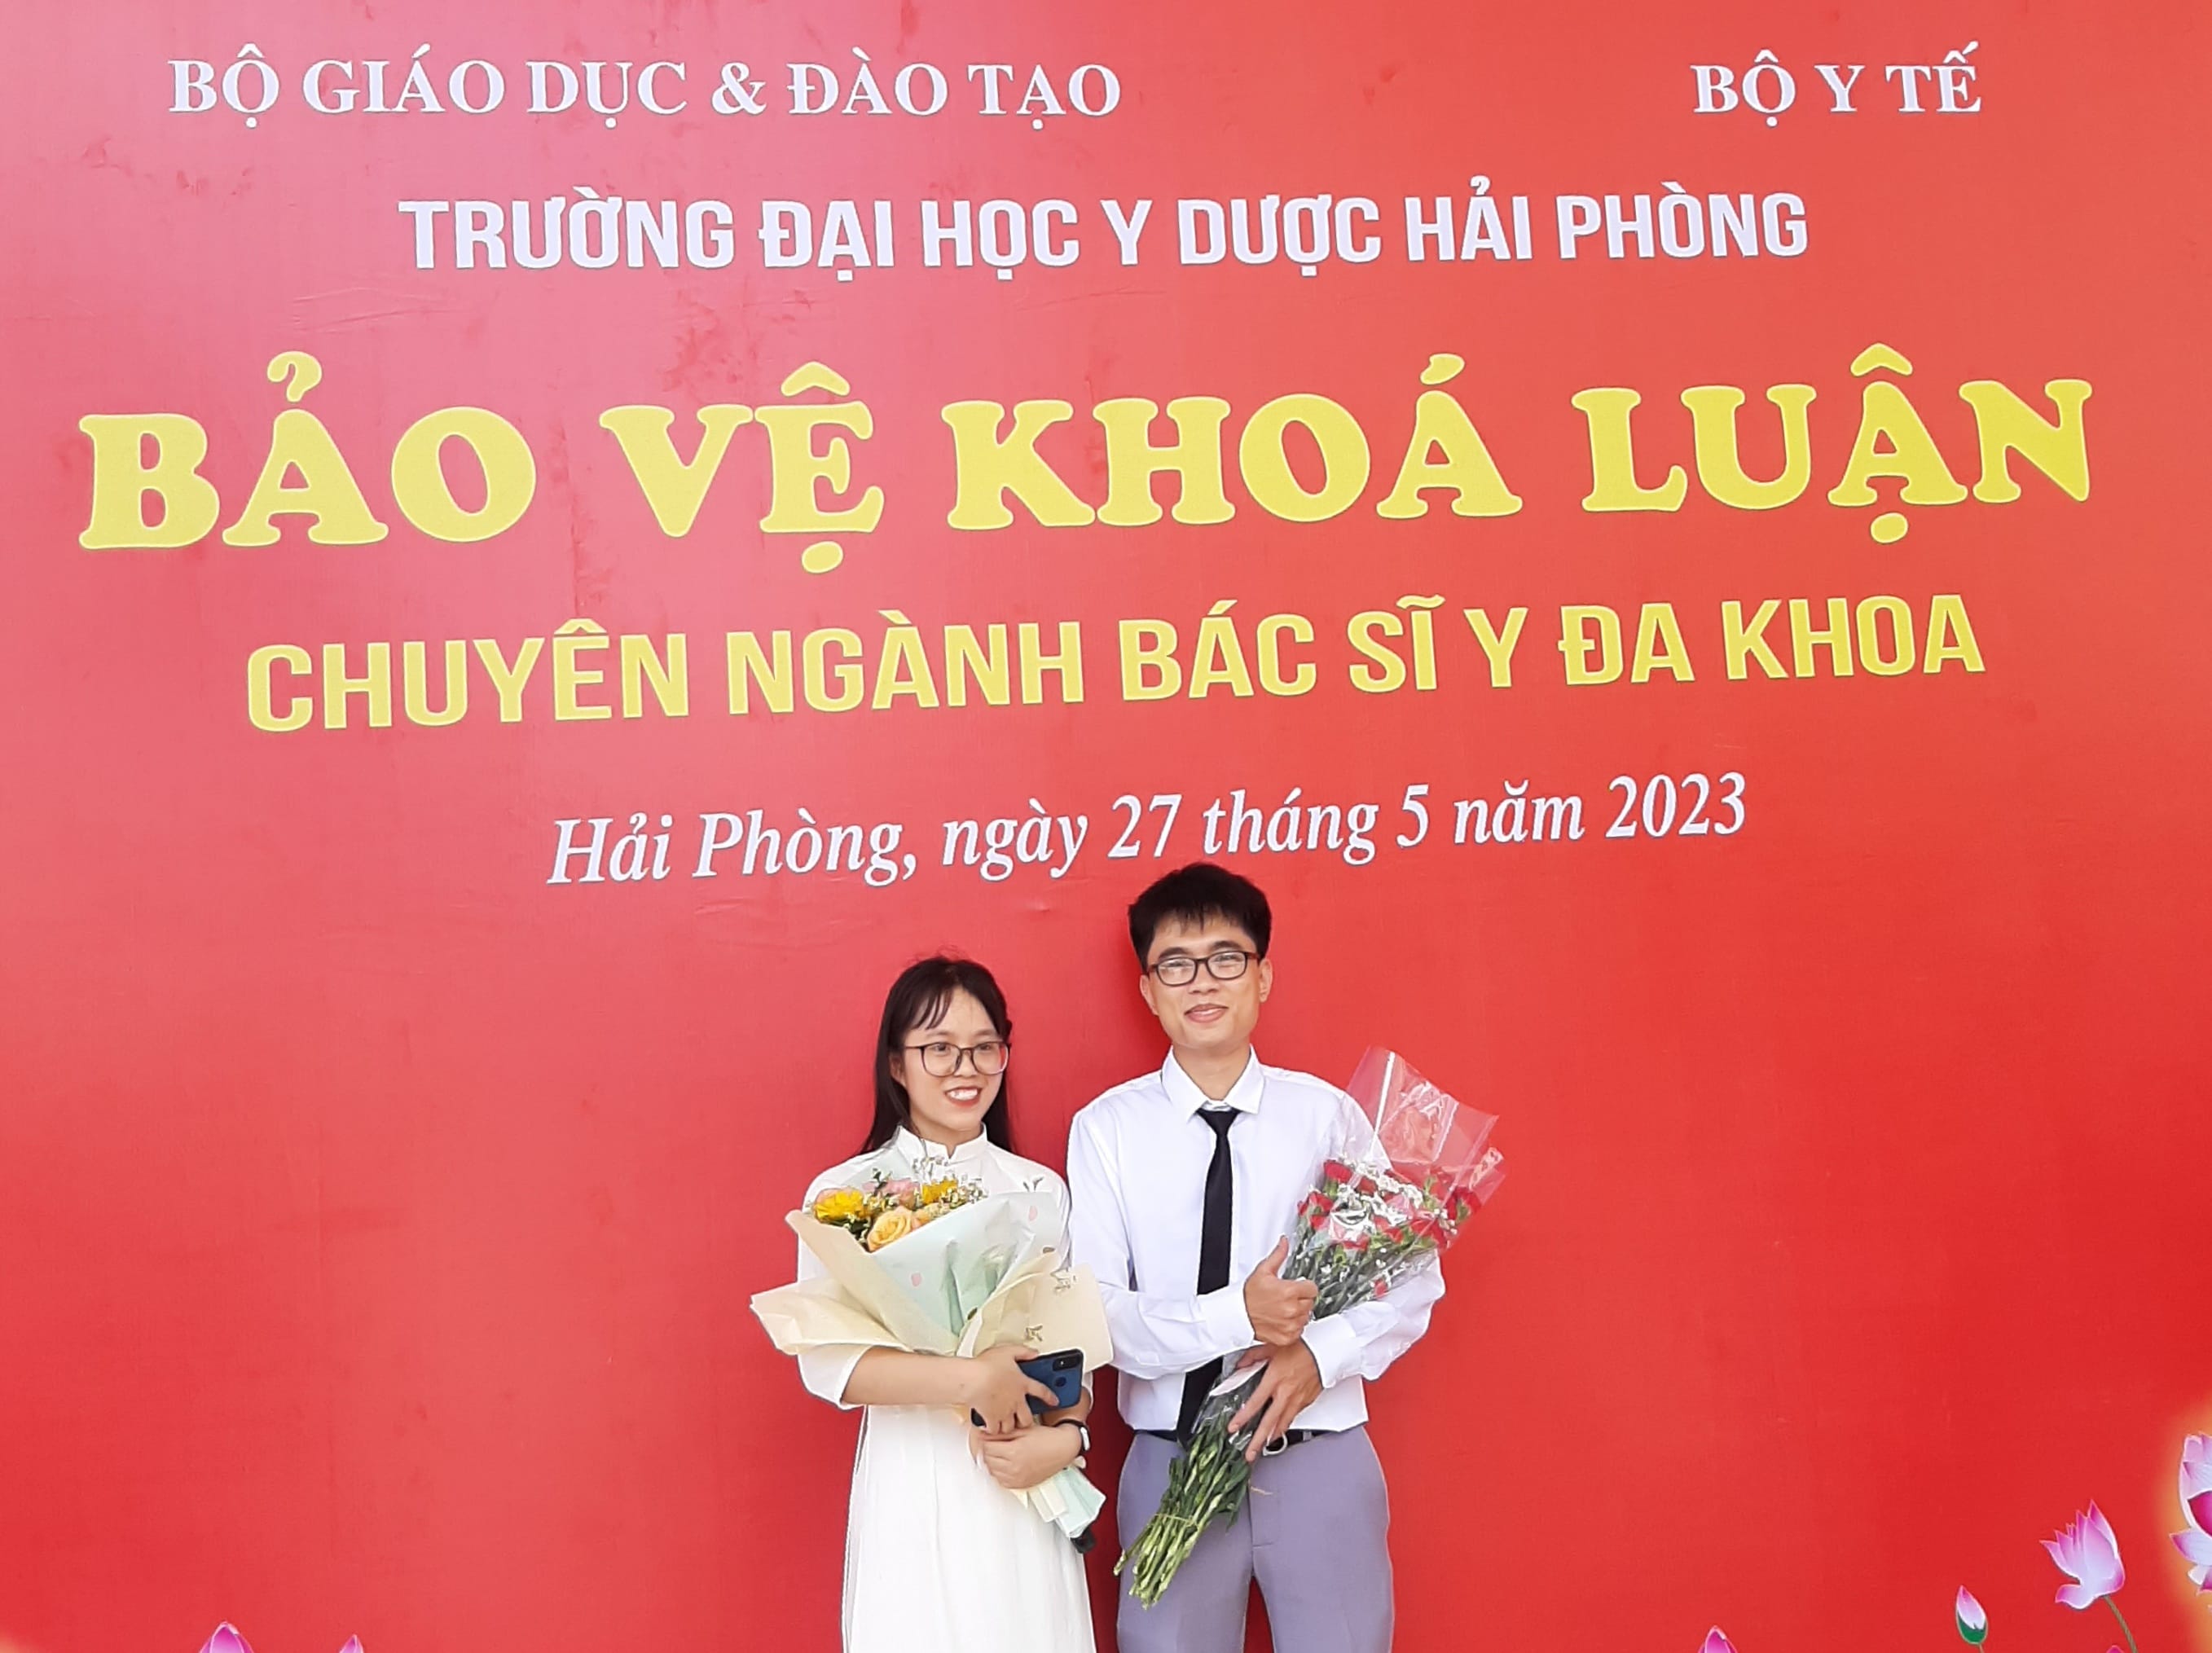 BỘ GIÁO DỤC & ĐÀO TẠO BỘ Y TẾ
TRƯỜNG ĐẠI HỌC Y DƯỢC HẢI PHÒNG
BẢO VỆ KHOÁ LUẬN
CHUYÊN NGÀNH BÁC SĨ Y ĐA KHOA
Hải Phòng, ngày 27 tháng 5 năm 2023